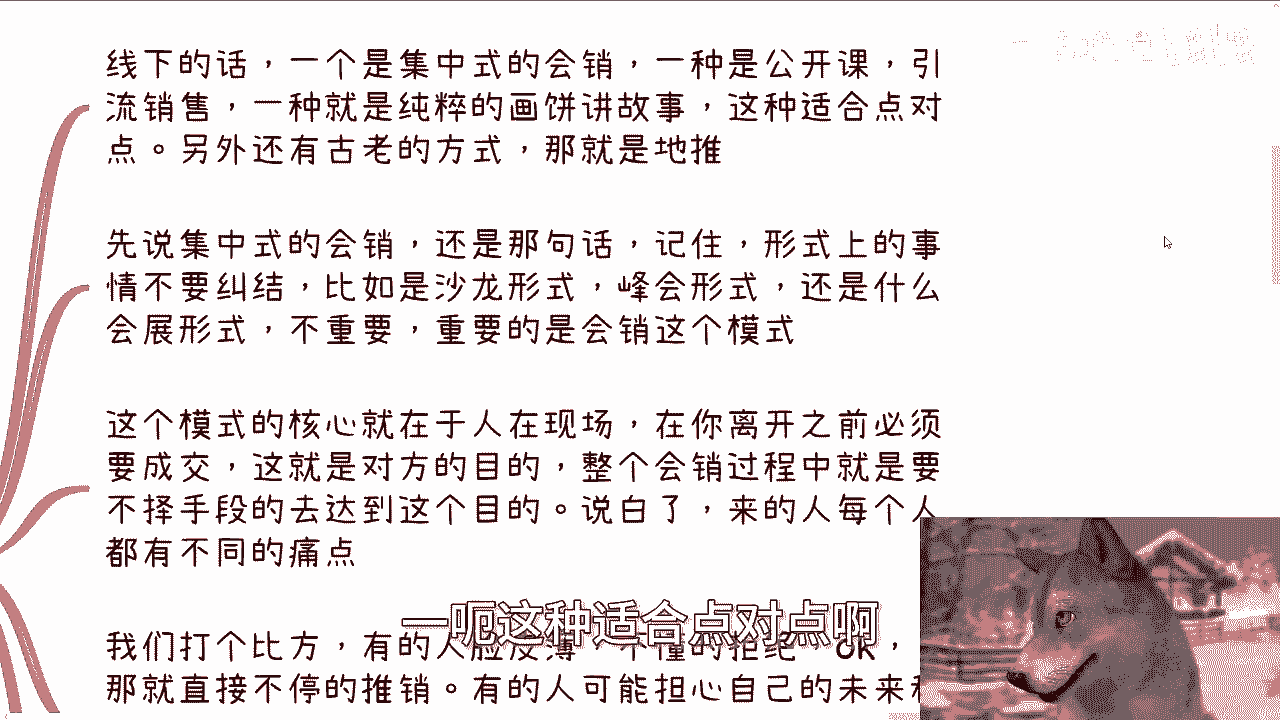 线下的话，一个是集中式的会销，一种是公开课，引
流销售，一种就是纯粹的画饼讲故事，这种适合点对
点。另外还有古老的方式，那就是地推
先说集中式的会销，还是那句话，记住，形式上的事
情不要纠结，比如是沙龙形式，峰会形式，还是什么
会展形式，不重要，重要的是会销这个模式
这个模式的核心就在于人在现场，在你离开之前必须
要成交，这就是对方的目的，整个会销过程中就是要
不择手段的去达到这个目的。说白了，来的人每个人
都有不同的痛点
一呃这种适合点对点啊
我们打个比方，有的人脸皮薄，不懂的拒绝，OK，
那就直接不停的推销。有的人可能担心自己的未来